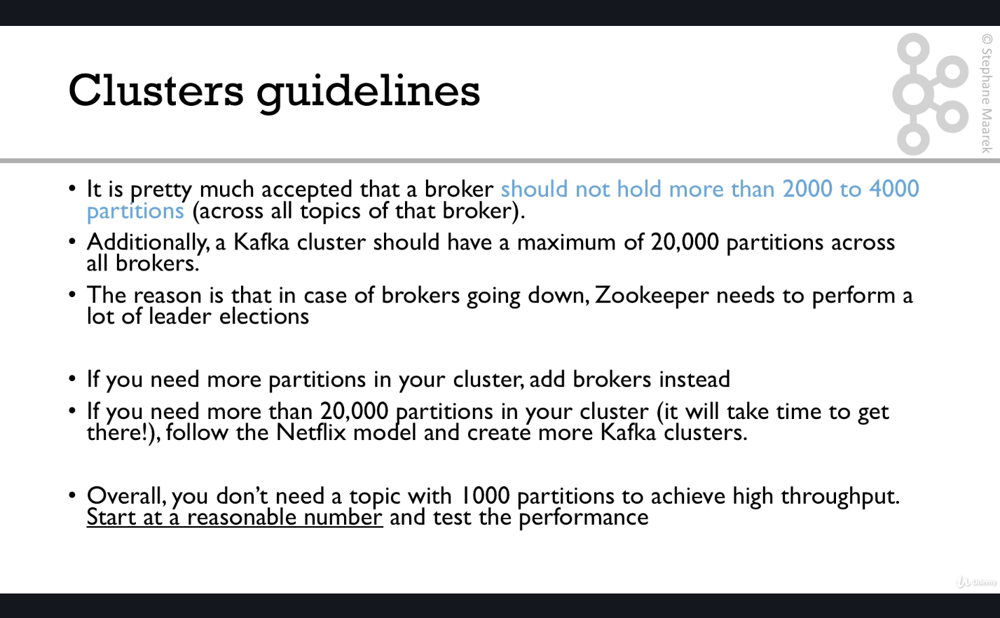 © Stephane Maarek
Clusters guidelines
• It is pretty much accepted that a broker should not hold more than 2000 to 4000
partitions (across all topics of that broker).
• Additionally, a Kafka cluster should have a maximum of 20,000 partitions across
all brokers.
• The reason is that in case of brokers going down, Zookeeper needs to perform a
lot of leader elections
• If you need more partitions in your cluster, add brokers instead
• If you need more than 20,000 partitions in your cluster (it will take time to get
there!), follow the Netflix model and create more Kafka clusters.
• Overall, you don’t need a topic with 1000 partitions to achieve high throughput.
Start at a reasonable number and test the performance
Udemy